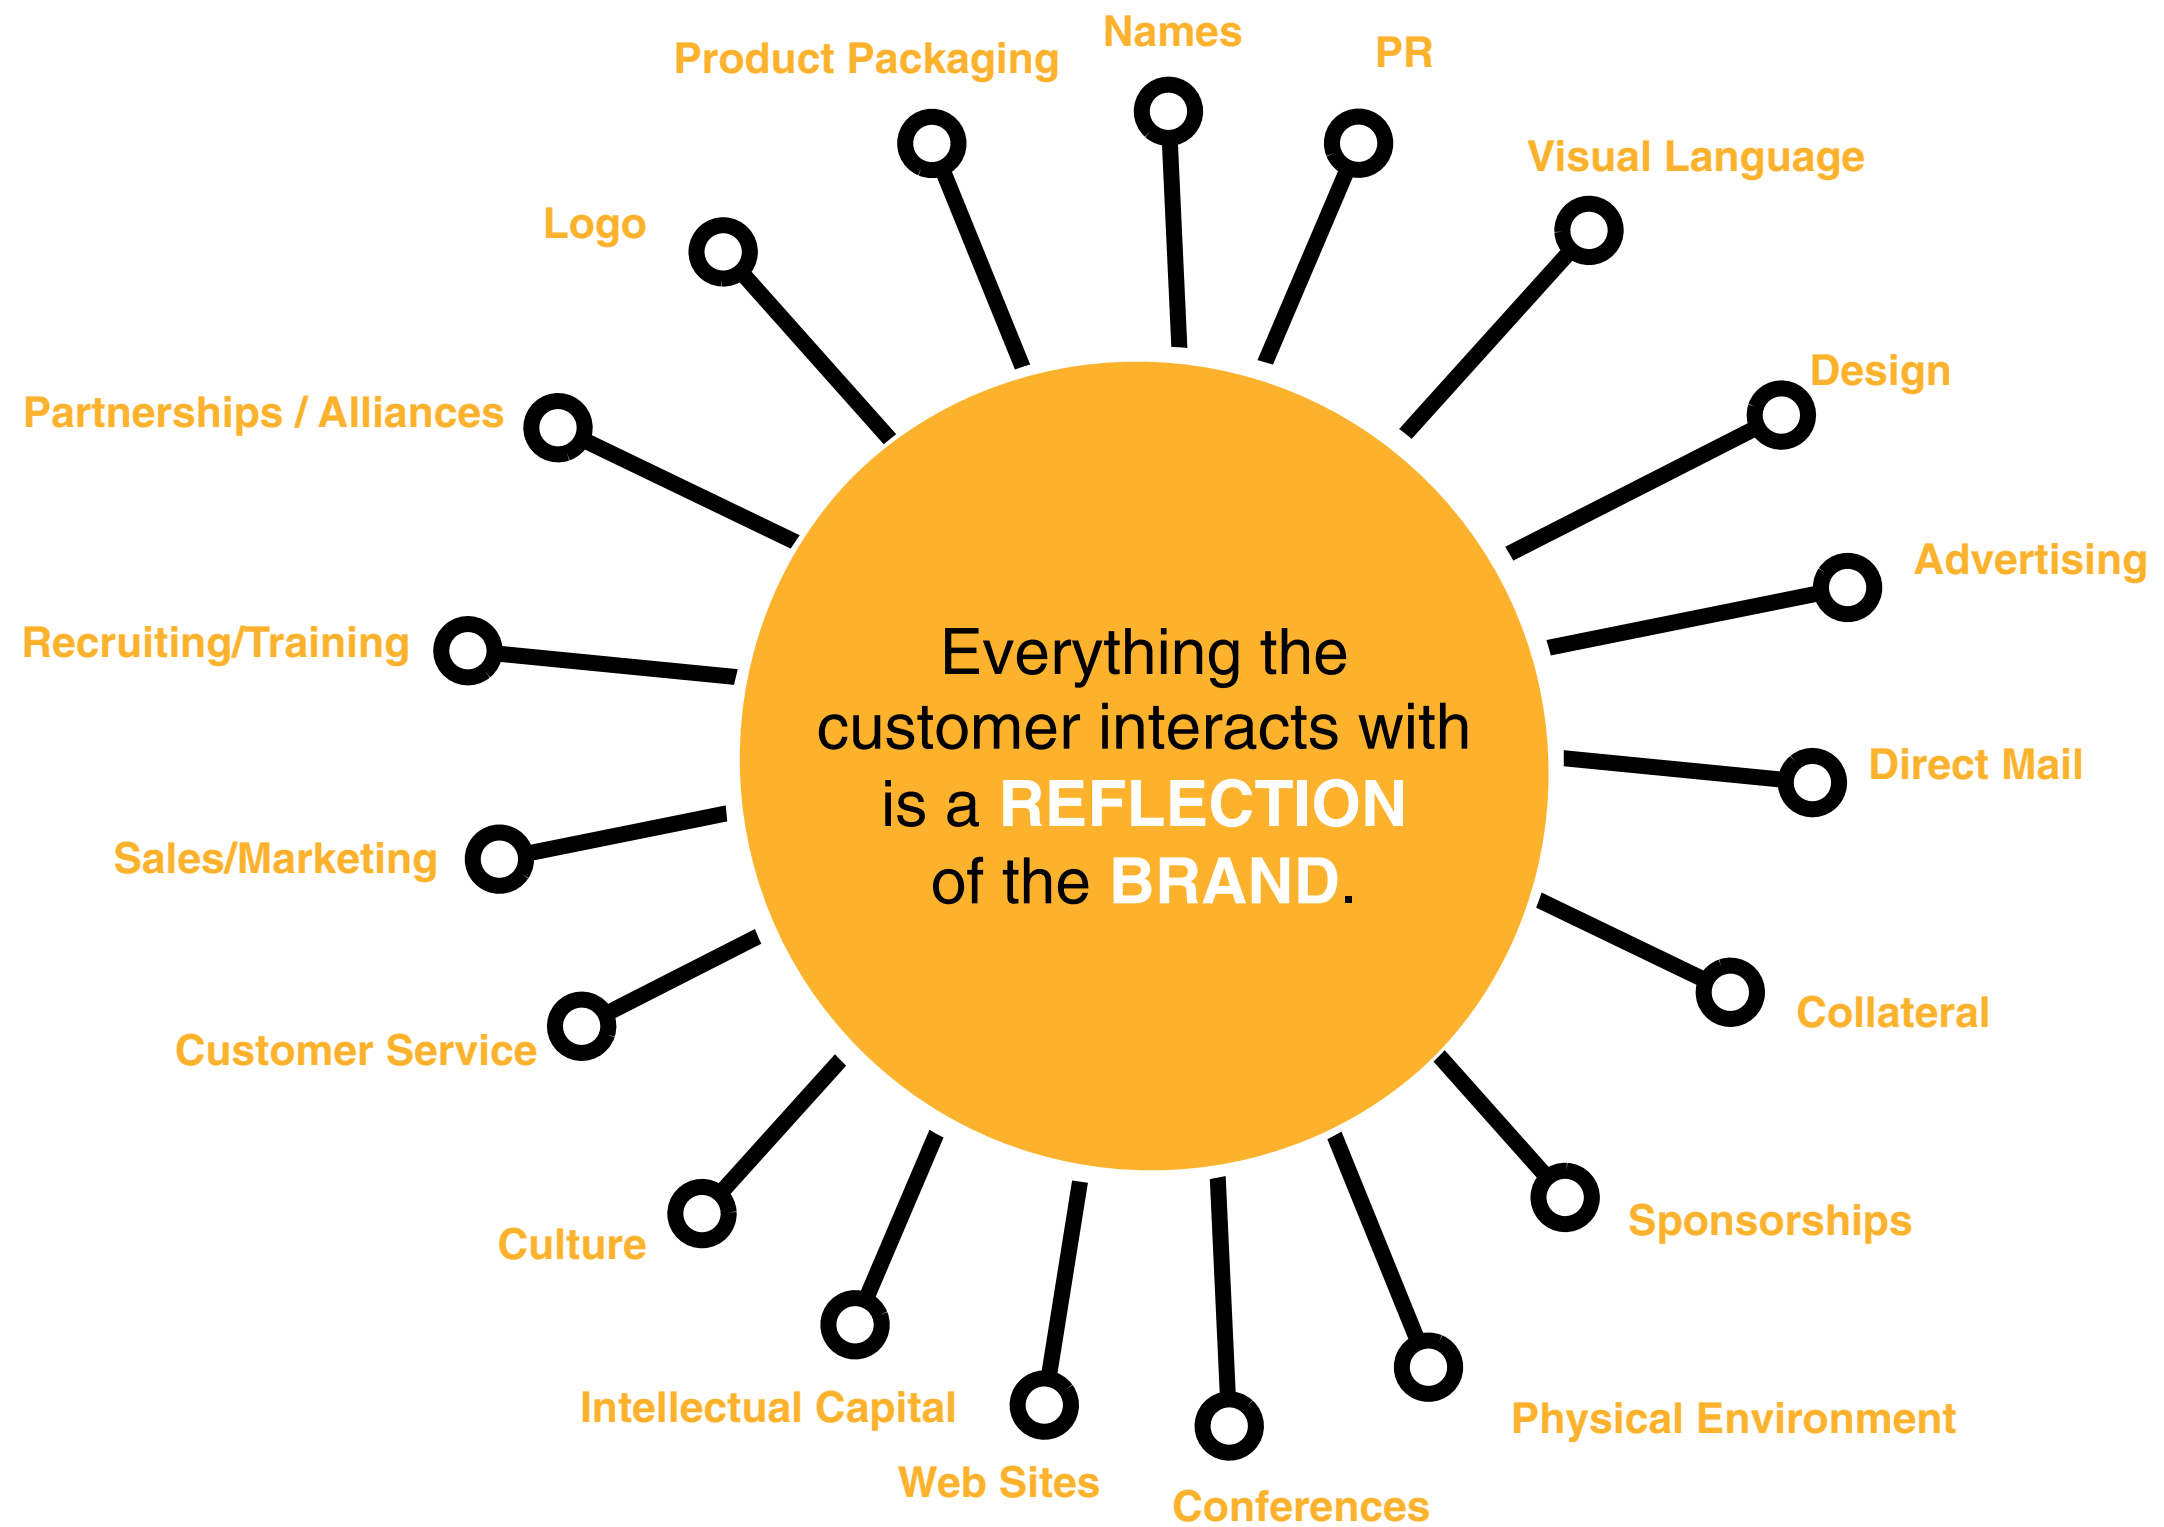 Names
PR
Product Packaging
Visual Language
Logo
Design
Partnerships / Alliances
Advertising
Recruiting/Training
Everything the
customer interacts with
is a REFLECTION
of the BRAND.
Direct Mail
Sales/Marketing
Collateral
Customer Service
Sponsorships
Culture
Intellectual Capital
Physical Environment
Web Sites
Conferences